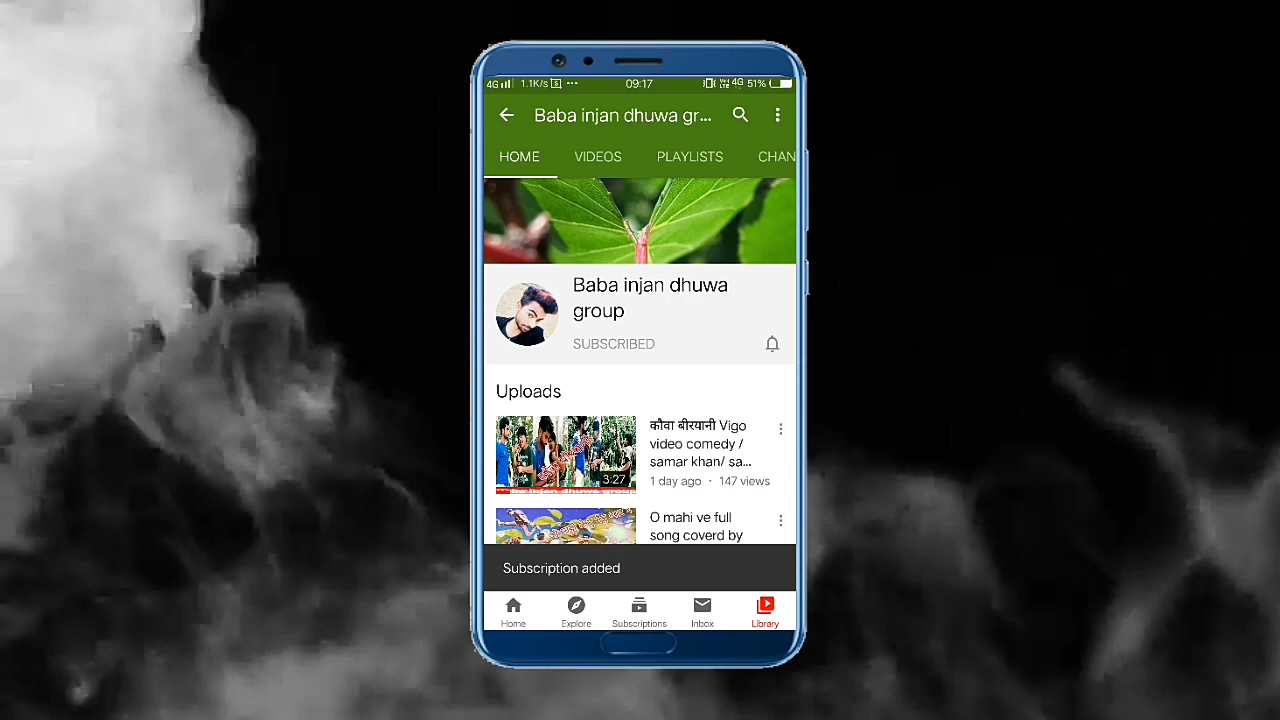 4G 1.1K/s ... 09:17 4G 51%
Baba injan dhuwa gr...
HOME VIDEOS PLAYLISTS CHAN
Baba injan dhuwa
group
SUBSCRIBED
Uploads
कौवा बीरयानी Vigo
video comedy /
samar khan/ sa...
1 day ago · 147 views
3:27
O mahi ve full
song coverd by
Subscription added
Home Explore Subscriptions Inbox Library